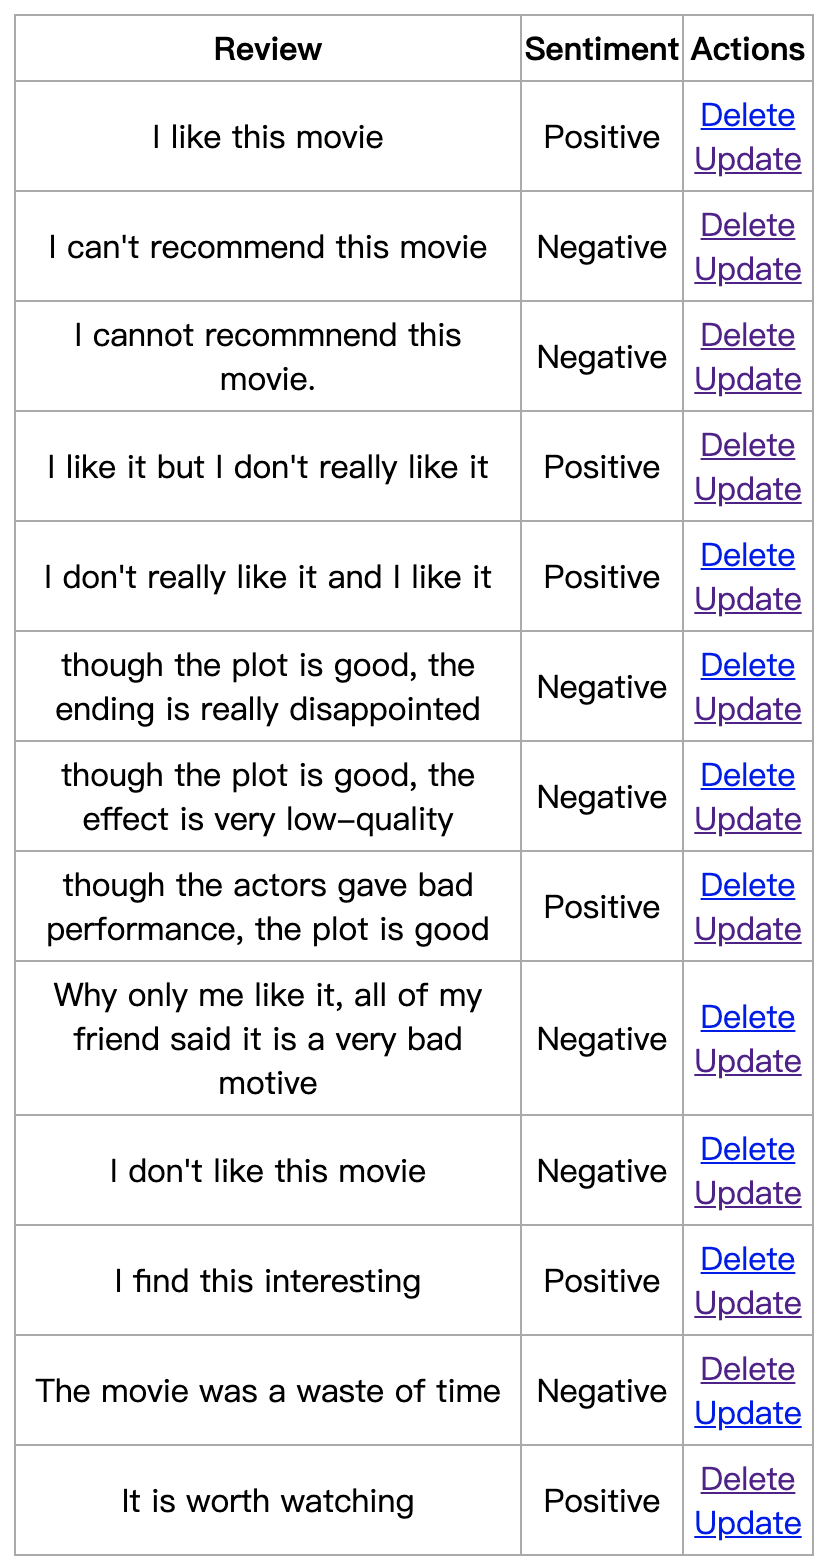 Review Sentiment Actions
I like this movie Positive Delete
Update
I can't recommend this movie Negative Delete
Update
I cannot recommnend this
movie. Negative Delete
Update
I like it but I don't really like it Positive Delete
Update
I don't really like it and I like it Positive Delete
Update
though the plot is good, the
ending is really disappointed Negative Delete
Update
though the plot is good, the
effect is very low-quality Negative Delete
Update
though the actors gave bad
performance, the plot is good Positive Delete
Update
Why only me like it, all of my
friend said it is a very bad
motive Negative Delete
Update
I don't like this movie Negative Delete
Update
I find this interesting Positive Delete
Update
The movie was a waste of time Negative Delete
Update
It is worth watching Positive Delete
Update